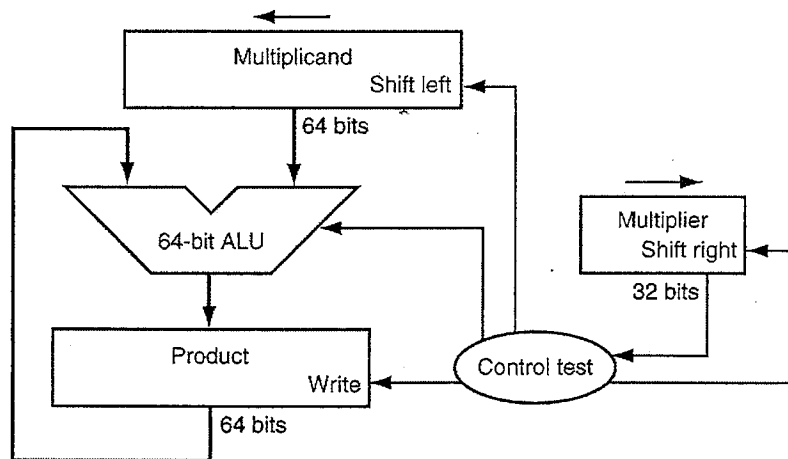 Multiplicand
Shift left
64 bits
64-bit ALU
Multiplier
Shift right
32 bits
Product
Write
Control test
64 bits